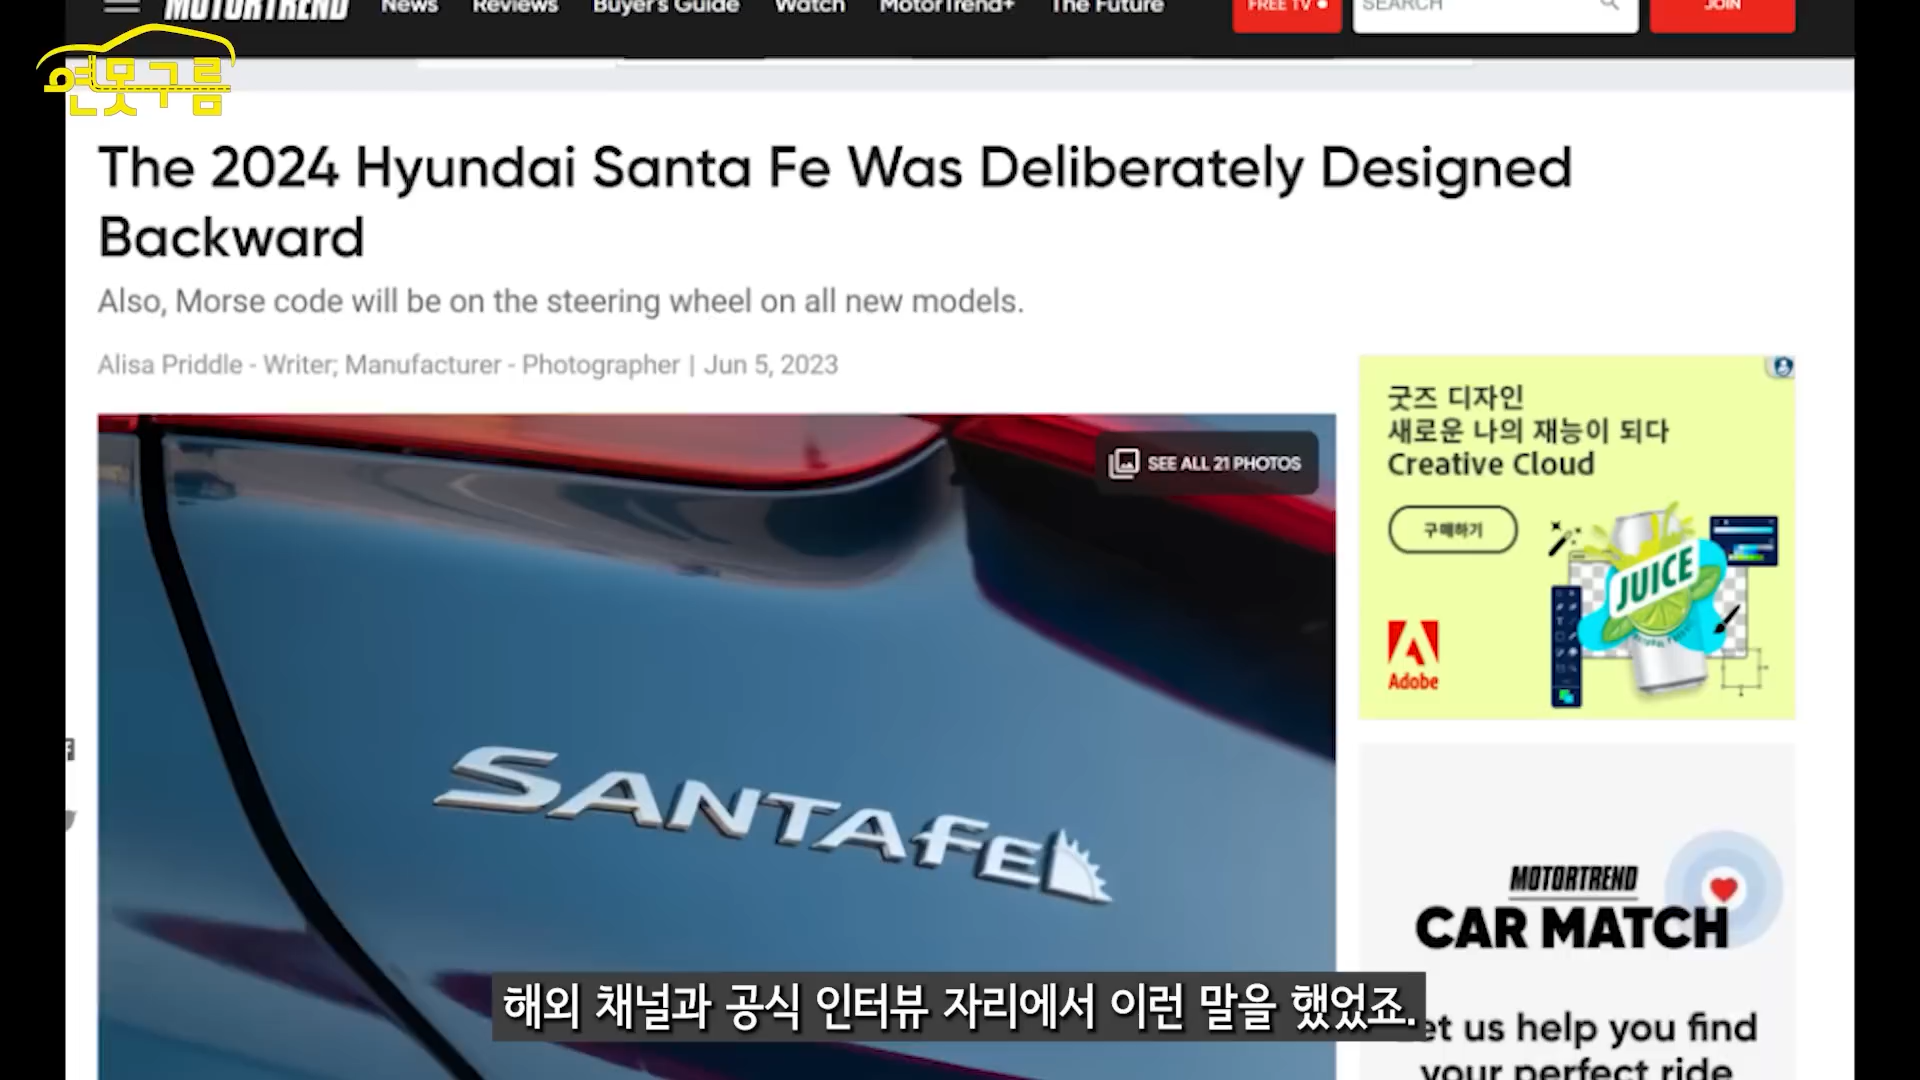 MOTORTREND
News
Reviews
Buyer's Guide
Watch
MotorTrend+
The Future
FREE TV
SEARCH
JOIN
연못구름
The 2024 Hyundai Santa Fe Was Deliberately Designed
Backward
Also, Morse code will be on the steering wheel on all new models.
Alisa Priddle - Writer; Manufacturer - Photographer | Jun 5, 2023
SEE ALL 21 PHOTOS
SANTAFE
굿즈 디자인
새로운 나의 재능이 되다
Creative Cloud
구매하기
JUICE
Adobe
MOTORTREND
CAR MATCH
et us help you find
your perfect ride
해외 채널과 공식 인터뷰 자리에서 이런 말을 했었죠.